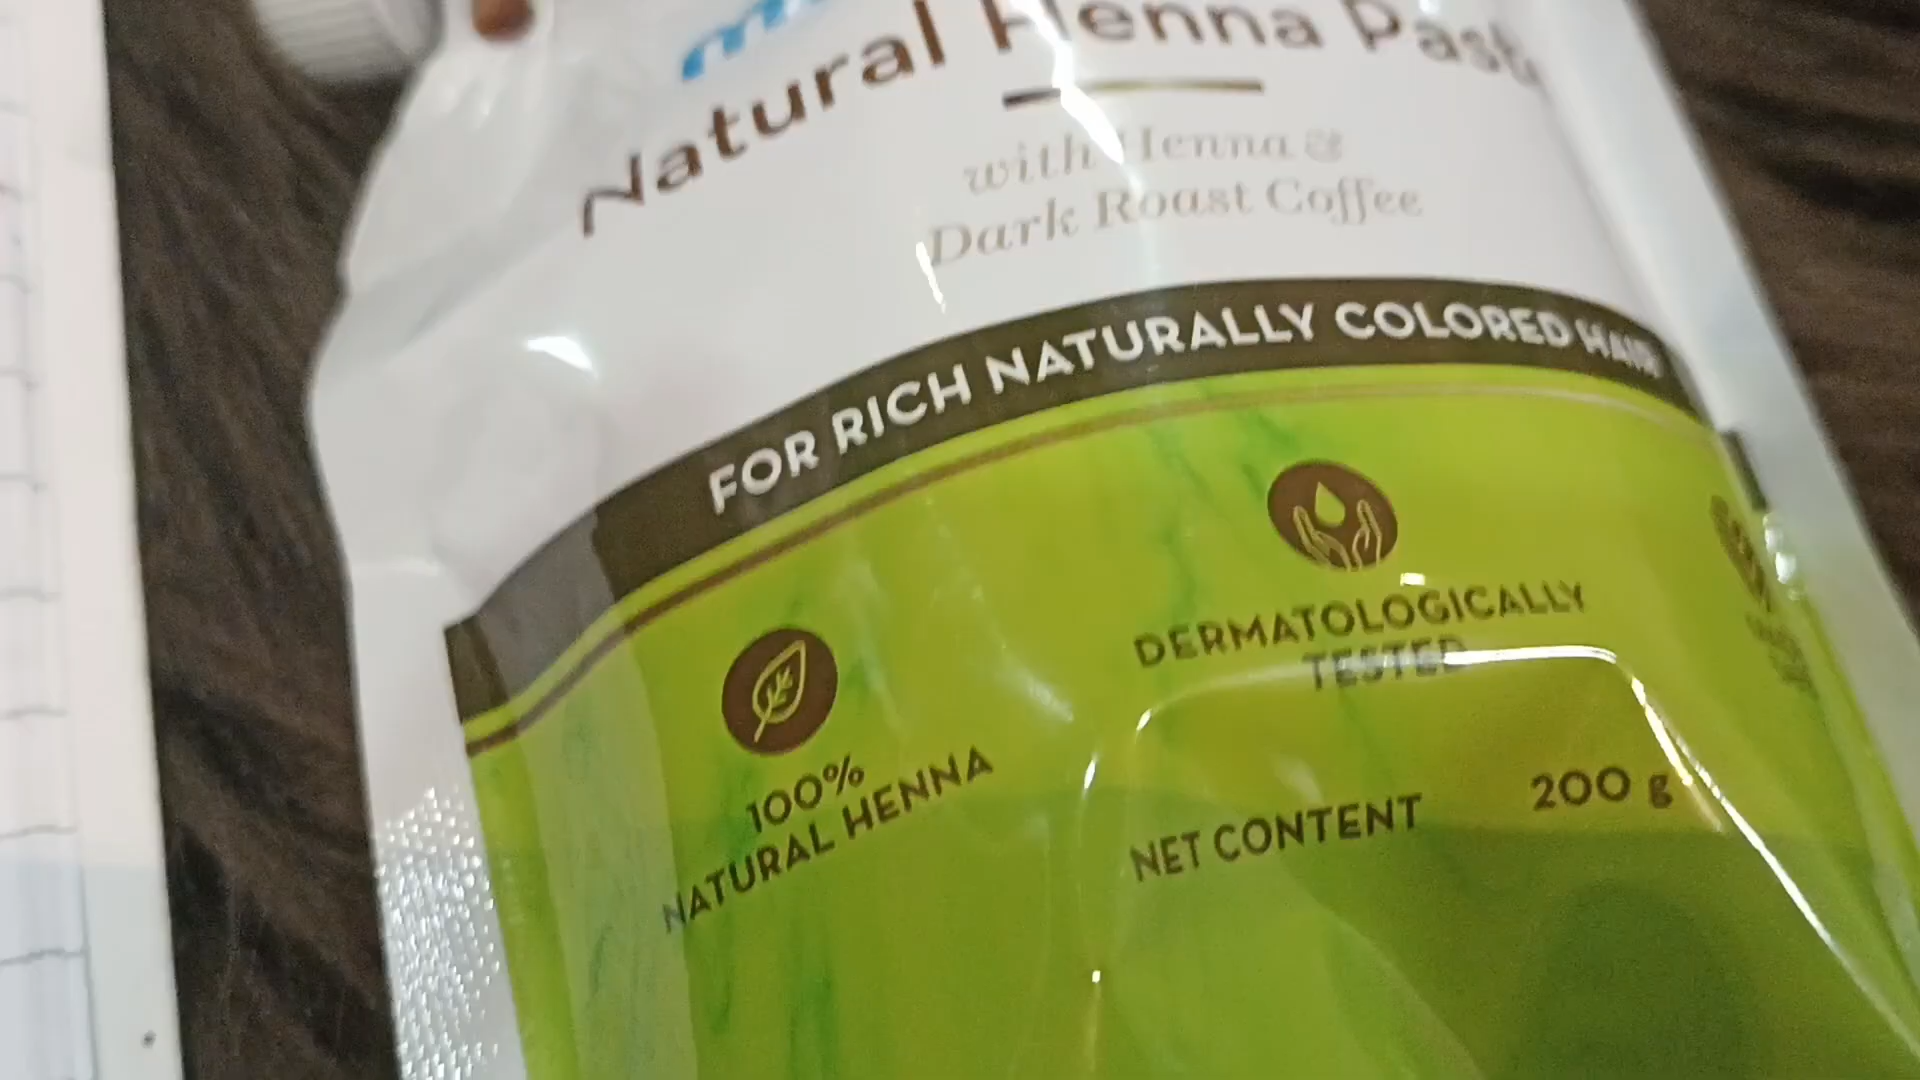 Natural Henna Paste
with Henna &
Dark Roast Coffee
FOR RICH NATURALLY COLORED HAIR
DERMATOLOGICALLY
TESTED
100%
NATURAL HENNA
NET CONTENT 200 g